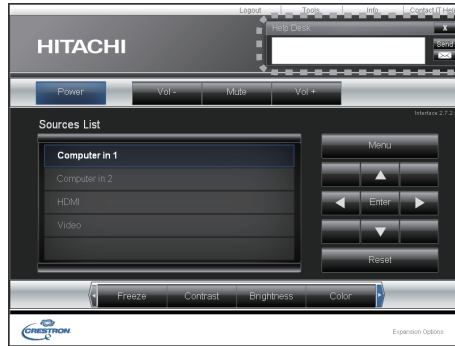 Logout Tools Info Contact IT Help
Help Desk X
HITACHI
Send
Power Vol - Mute Vol +
Interface 2.7.2
Sources List
Computer in 1
Computer in 2
HDMI
Video
Menu
Enter
Reset
Freeze Contrast Brightness Color
CRESTRON
Expansion Options